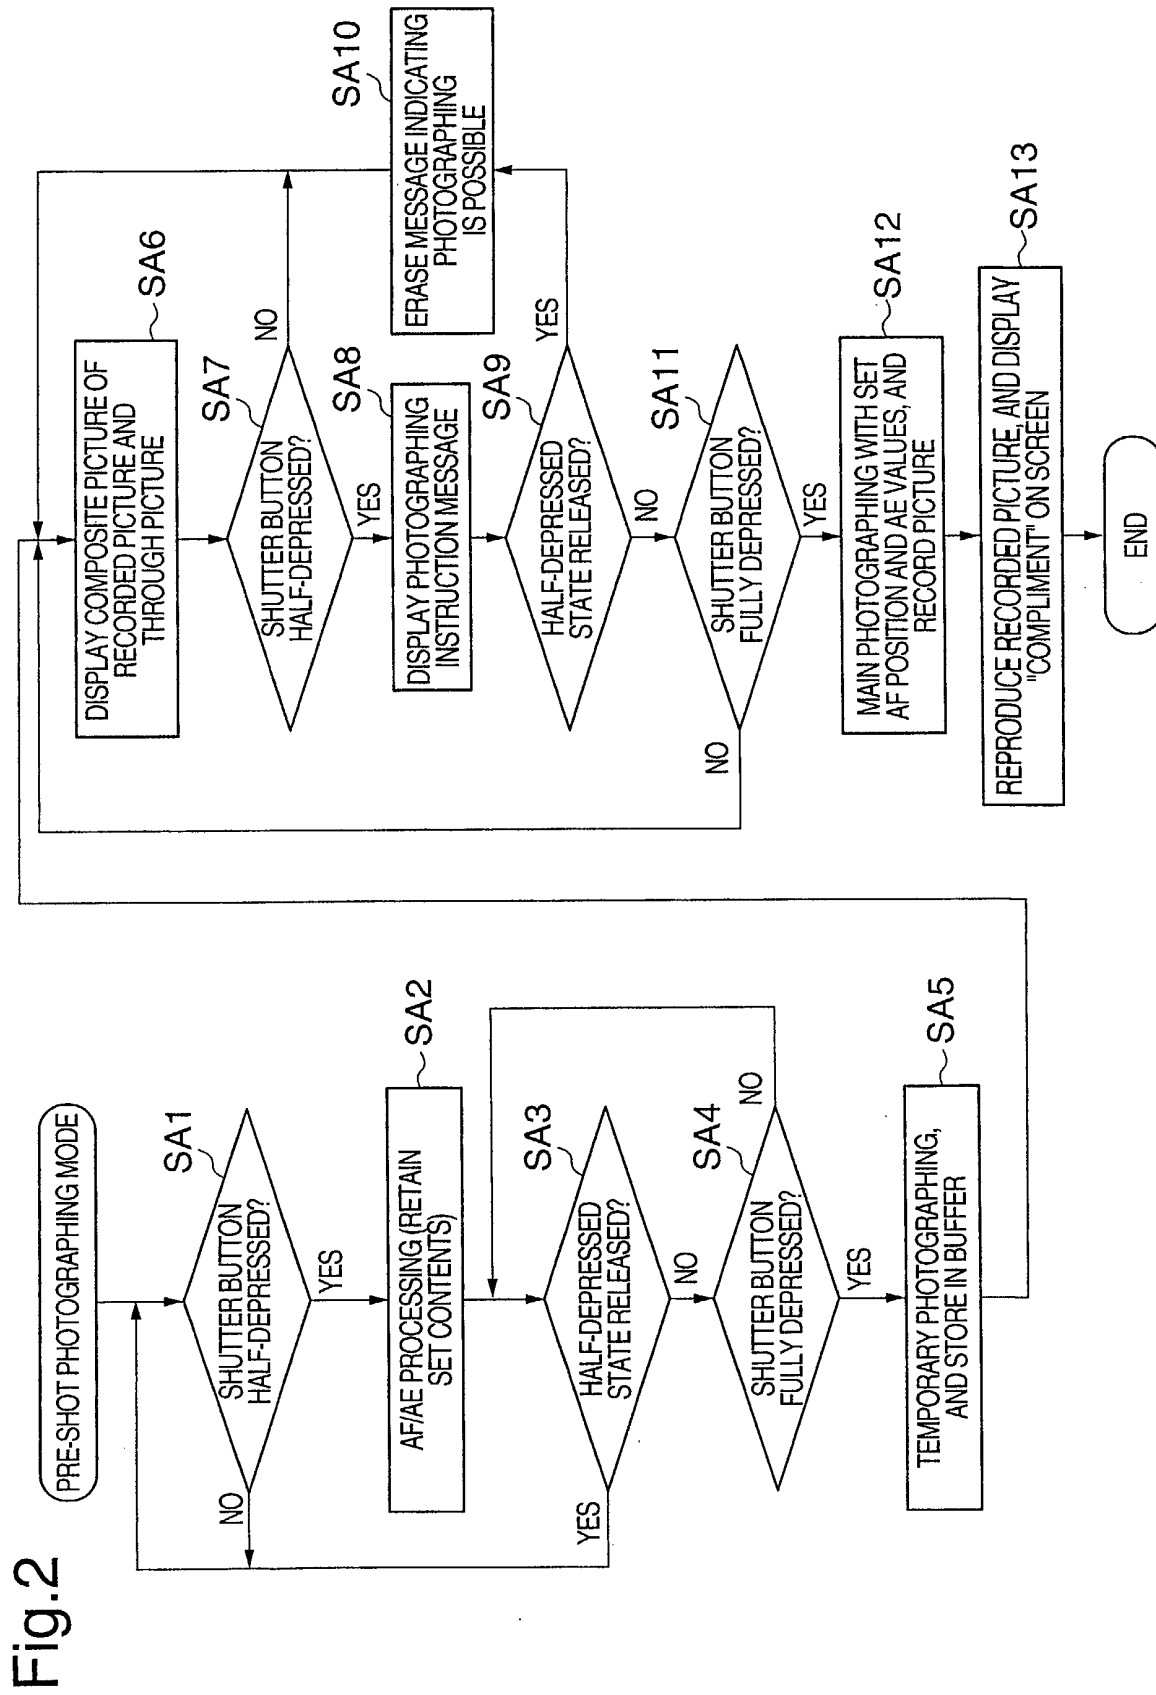 Fig.2
PRE-SHOT PHOTOGRAPHING MODE
SA1
SHUTTER BUTTON
HALF-DEPRESSED?
NO
YES
SA2
AF/AE PROCESSING (RETAIN
SET CONTENTS)
SA3
HALF-DEPRESSED
STATE RELEASED?
YES
NO
SA4
SHUTTER BUTTON
FULLY DEPRESSED?
NO
YES
SA5
TEMPORARY PHOTOGRAPHING,
AND STORE IN BUFFER
SA6
DISPLAY COMPOSITE PICTURE OF
RECORDED PICTURE AND
THROUGH PICTURE
SA7
SHUTTER BUTTON
HALF-DEPRESSED?
NO
YES
SA8
DISPLAY PHOTOGRAPHING
INSTRUCTION MESSAGE
SA9
HALF-DEPRESSED
STATE RELEASED?
YES
NO
SA10
ERASE MESSAGE INDICATING
PHOTOGRAPHING
IS POSSIBLE
SA11
SHUTTER BUTTON
FULLY DEPRESSED?
NO
YES
SA12
MAIN PHOTOGRAPHING WITH SET
AF POSITION AND AE VALUES, AND
RECORD PICTURE
SA13
REPRODUCE RECORDED PICTURE, AND DISPLAY
"COMPLIMENT" ON SCREEN
END